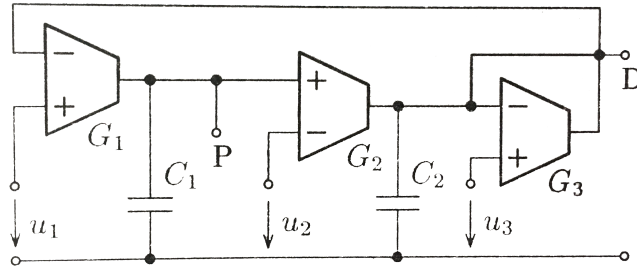 − + G₁ P C₁ u₁
+ − G₂ C₂ u₂
− + G₃ u₃ D